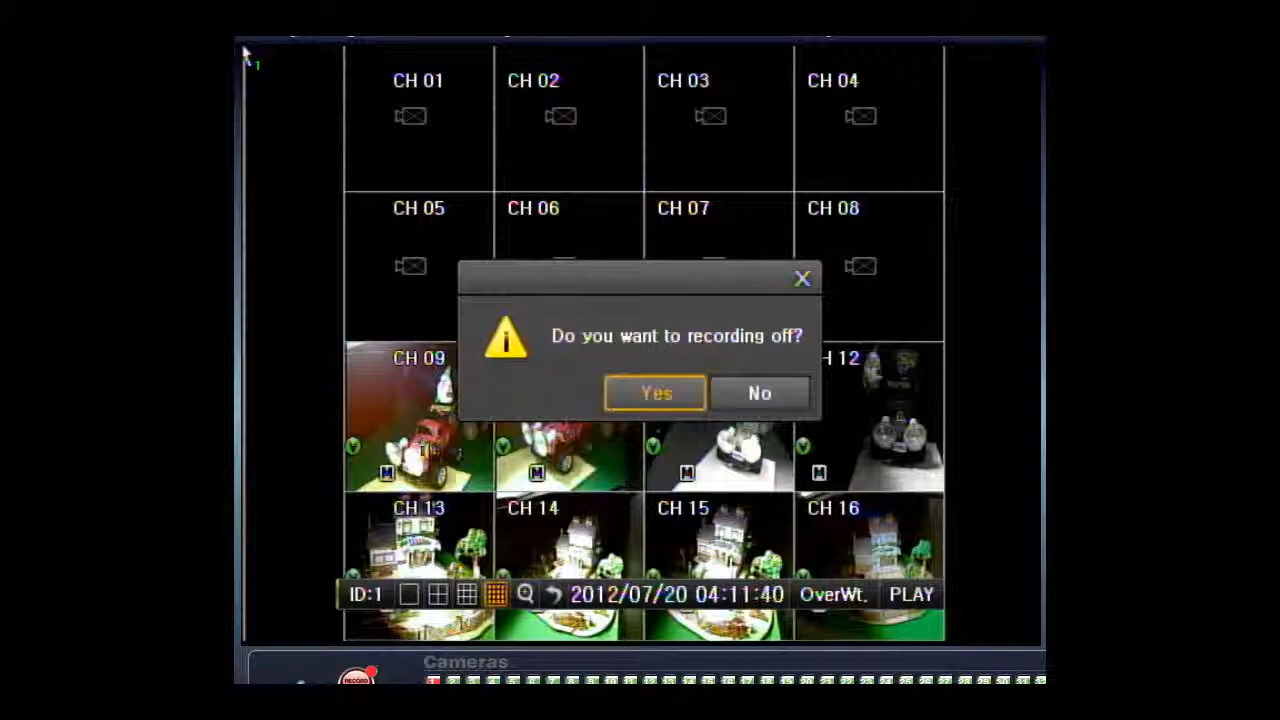 1
CH 01
CH 02
CH 03
CH 04
CH 05
CH 06
CH 07
CH 08
X
Do you want to recording off?
Yes
No
CH 09
12
M
M
M
M
CH 13
CH 14
CH 15
CH 16
ID:1
2012/07/20 04:11:40
OverWt.
PLAY
Cameras
RECORD